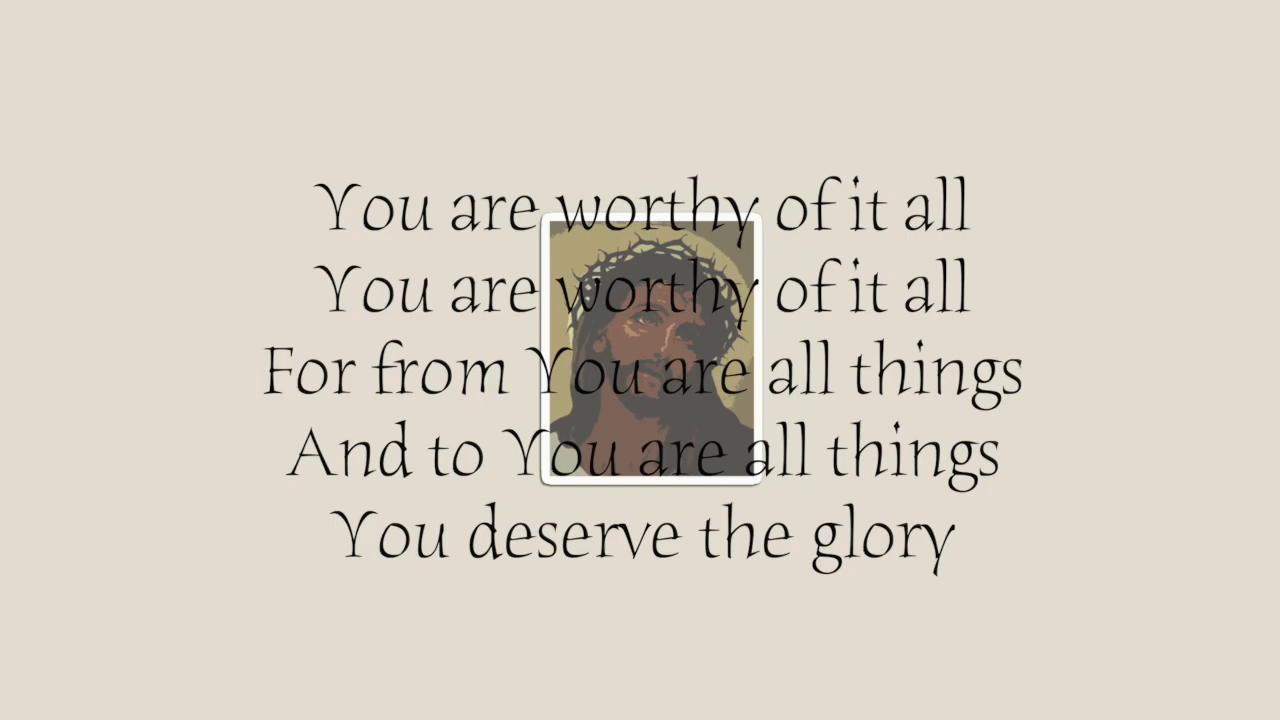 You are worthy of it all
You are worthy of it all
For from You are all things
And to You are all things
You deserve the glory